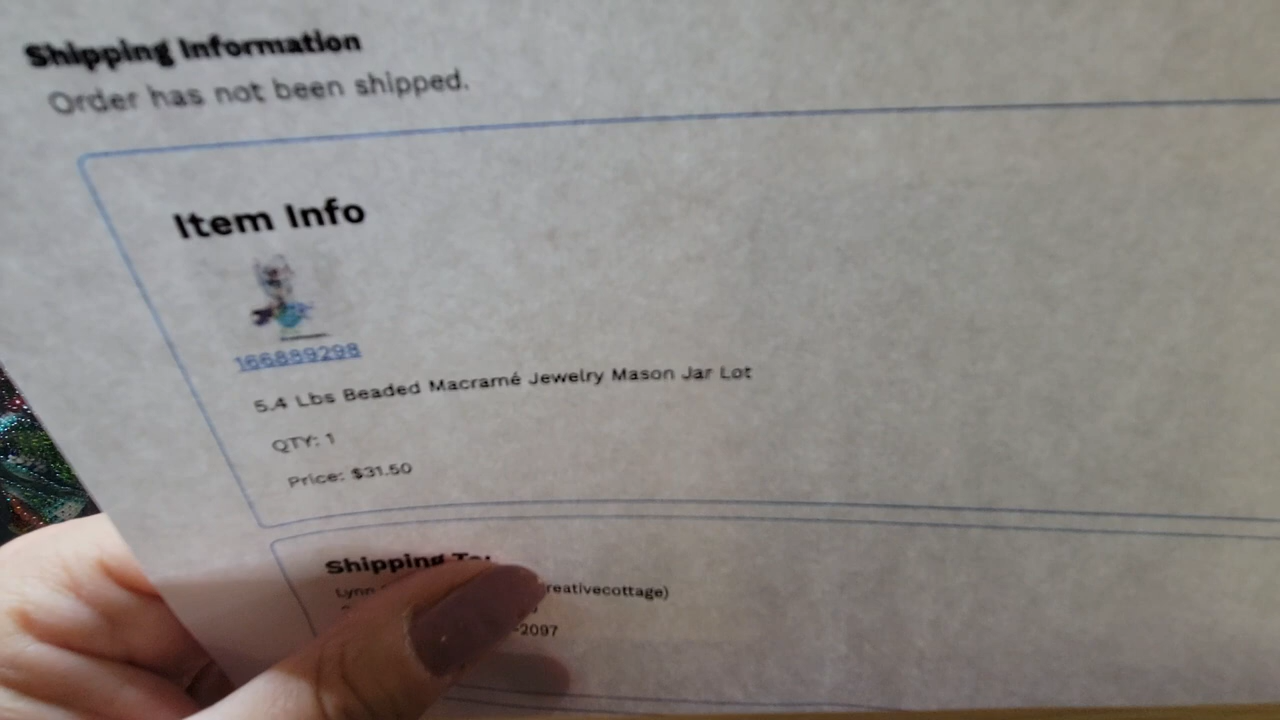 Shipping Information
Order has not been shipped.
Item Info
166889298
5.4 Lbs Beaded Macramé Jewelry Mason Jar Lot
QTY: 1
Price: $31.50
Shipping To:
Lynn reativecottage)
-2097